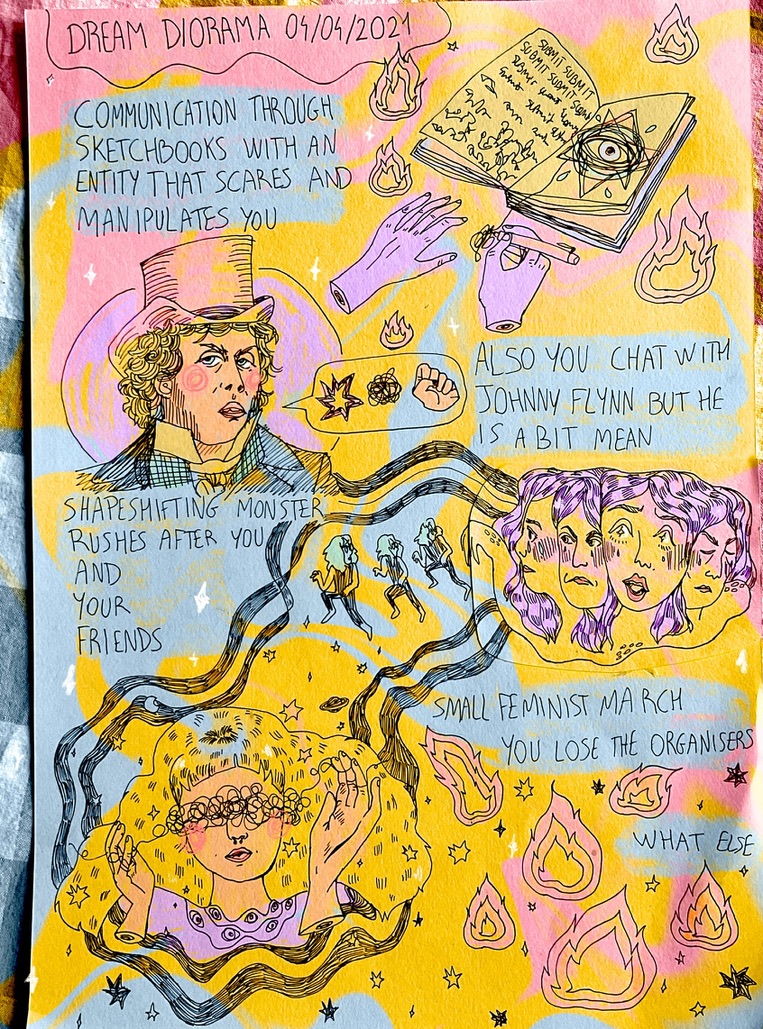 DREAM DIORAMA 04/04/2021
COMMUNICATION THROUGH
SKETCHBOOKS WITH AN
ENTITY THAT SCARES AND
MANIPULATES YOU
SUBMIT SUBMIT
SUBMIT SUBMIT
SUBMIT SUBMIT
ALSO YOU CHAT WITH
JOHNNY FLYNN BUT HE
IS A BIT MEAN
SHAPESHIFTING MONSTER
RUSHES AFTER YOU
AND
YOUR
FRIENDS
SMALL FEMINIST MARCH
YOU LOSE THE ORGANISERS
WHAT ELSE